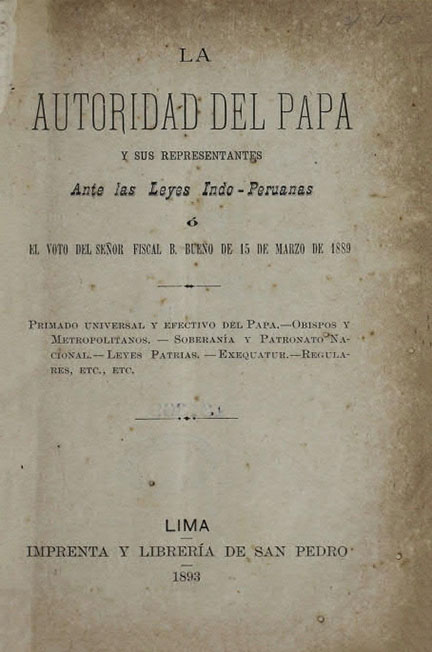 LA
AUTORIDAD DEL PAPA
Y SUS REPRESENTANTES
Ante las Leyes Indo-Peruanas
ó
EL VOTO DEL SEÑOR FISCAL B. BUENO DE 15 DE MARZO DE 1889
PRIMADO UNIVERSAL Y EFECTIVO DEL PAPA.—OBISPOS Y
METROPOLITANOS. — SOBERANÍA Y PATRONATO NA-
CIONAL.— LEYES PATRIAS. — EXEQUATUR.—REGULA-
RES, ETC., ETC.
LIMA
IMPRENTA Y LIBRERÍA DE SAN PEDRO
1893